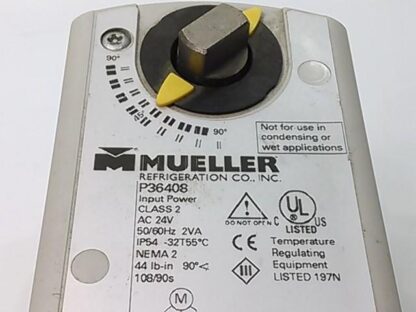 90°
90°
Not for use in
condensing or
wet applications
MUELLER
REFRIGERATION CO., INC.
P36408
Input Power
CLASS 2
AC 24V
50/60Hz 2VA
IP54 -32T55°C
NEMA 2
44 lb-in 90°
108/90s
M
DO NOT OPEN
C UL US
LISTED
CE
III
Temperature
Regulating
Equipment
LISTED 197N